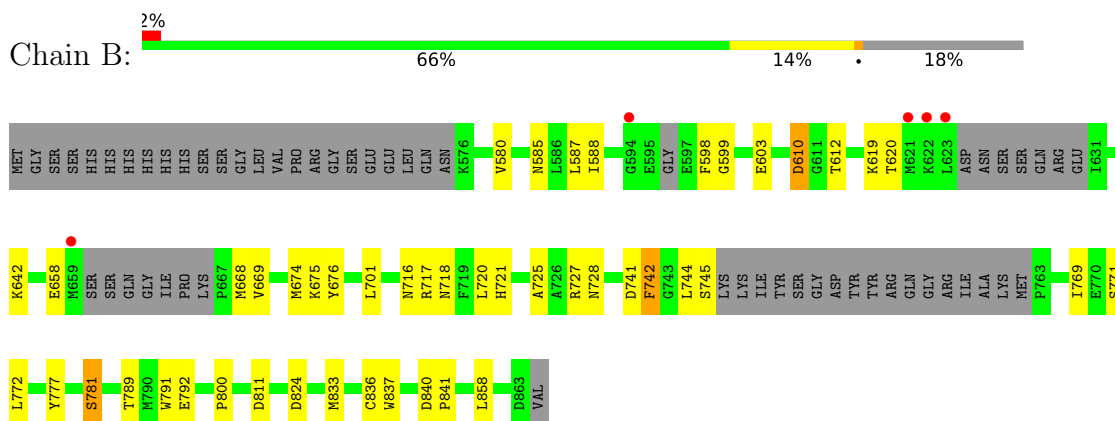 2%
Chain B:
66% 14% • 18%
MET GLY SER SER HIS HIS HIS HIS HIS HIS SER SER GLY LEU VAL PRO ARG GLY SER GLU GLU LEU GLN ASN K576 V580 N585 L586 L587 I588 G594 E595 GLY E597 F598 G599 E603 D610 G611 T612 K619 T620 M621 K622 L623 ASP ASN SER SER GLN ARG GLU I631
K642 E658 M659 SER SER GLN GLY ILE PRO LYS P667 M668 V669 M674 K675 Y676 L701 N716 R717 N718 F719 L720 H721 A725 A726 R727 N728 D741 F742 G743 L744 S745 LYS LYS ILE TYR SER GLY ASP TYR TYR ARG GLN GLY ARG ILE ALA LYS MET P763 I769 E770 S771
L772 Y777 S781 T789 M790 W791 E792 P800 D811 D824 M833 C836 W837 D840 P841 L858 D863 VAL